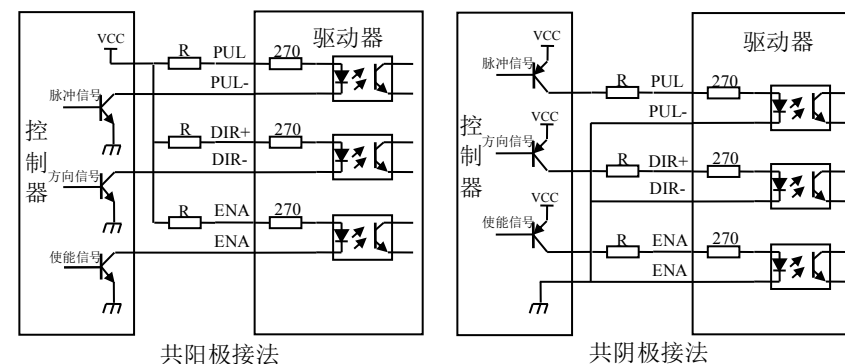 VCC
驱动器
R PUL 270
PUL-
脉冲信号
控制器
R DIR+ 270
DIR-
方向信号
R ENA 270
ENA
使能信号
共阳极接法
VCC
驱动器
脉冲信号
R PUL 270
PUL-
VCC
控制器
方向信号
R DIR+ 270
DIR-
VCC
使能信号
R ENA 270
ENA
共阴极接法